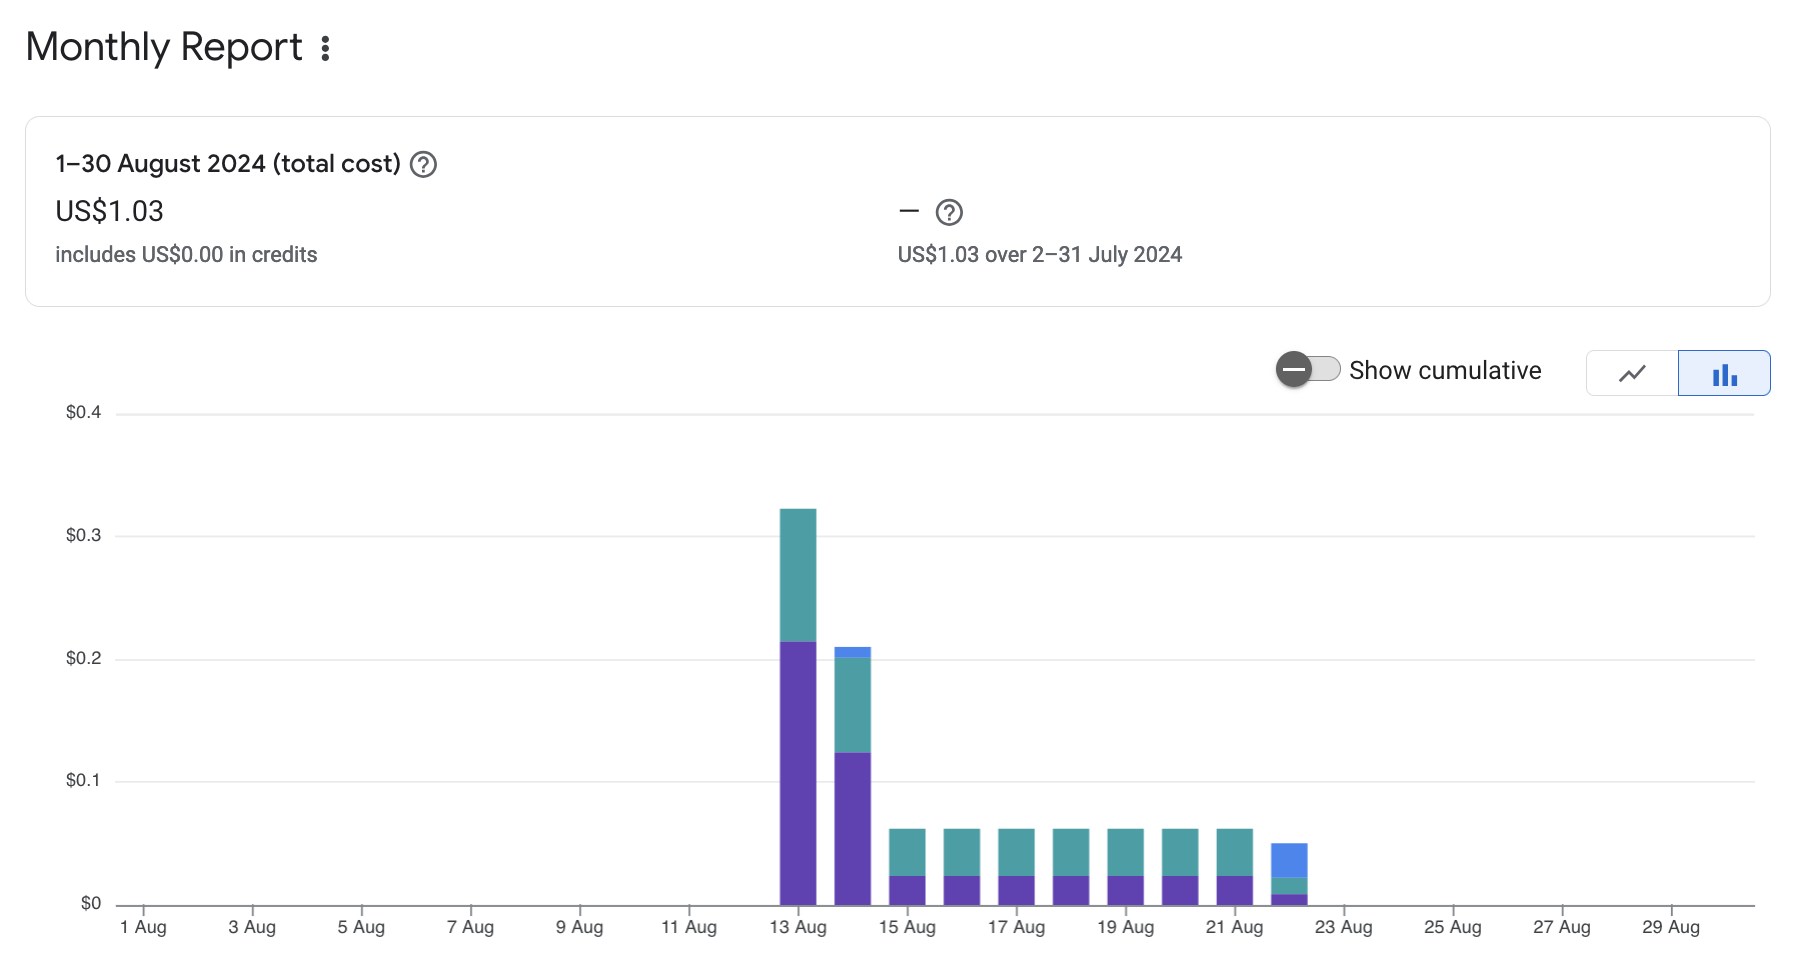 Monthly Report
1–30 August 2024 (total cost)
US$1.03
includes US$0.00 in credits
—
US$1.03 over 2–31 July 2024
Show cumulative
$0.4
$0.3
$0.2
$0.1
$0
1 Aug 3 Aug 5 Aug 7 Aug 9 Aug 11 Aug 13 Aug 15 Aug 17 Aug 19 Aug 21 Aug 23 Aug 25 Aug 27 Aug 29 Aug